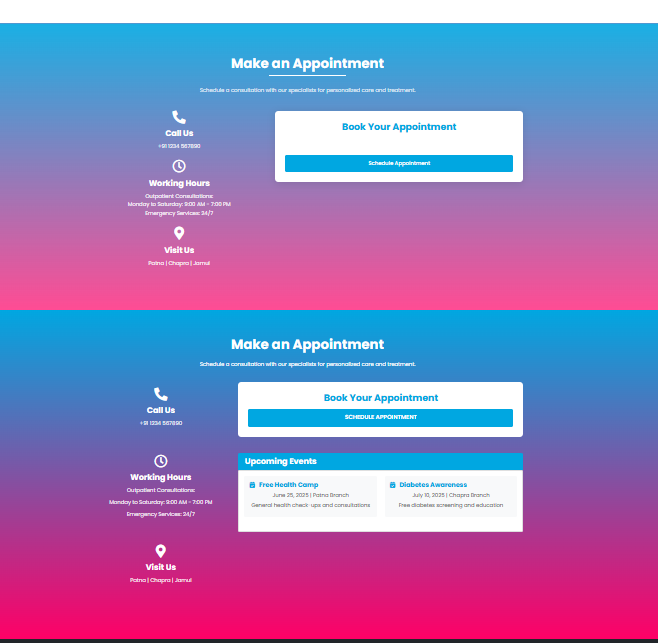 Make an Appointment
Schedule a consultation with our specialists for personalized care and treatment.
Call Us
+91 1234 567890
Working Hours
Outpatient Consultations:
Monday to Saturday: 9:00 AM - 7:00 PM
Emergency Services: 24/7
Visit Us
Patna | Chapra | Jamui
Book Your Appointment
Schedule Appointment
Make an Appointment
Schedule a consultation with our specialists for personalized care and treatment.
Call Us
+91 1234 567890
Working Hours
Outpatient Consultations:
Monday to Saturday: 9:00 AM - 7:00 PM
Emergency Services: 24/7
Visit Us
Patna | Chapra | Jamui
Book Your Appointment
SCHEDULE APPOINTMENT
Upcoming Events
Free Health Camp
June 25, 2025 | Patna Branch
General health check-ups and consultations
Diabetes Awareness
July 10, 2025 | Chapra Branch
Free diabetes screening and education